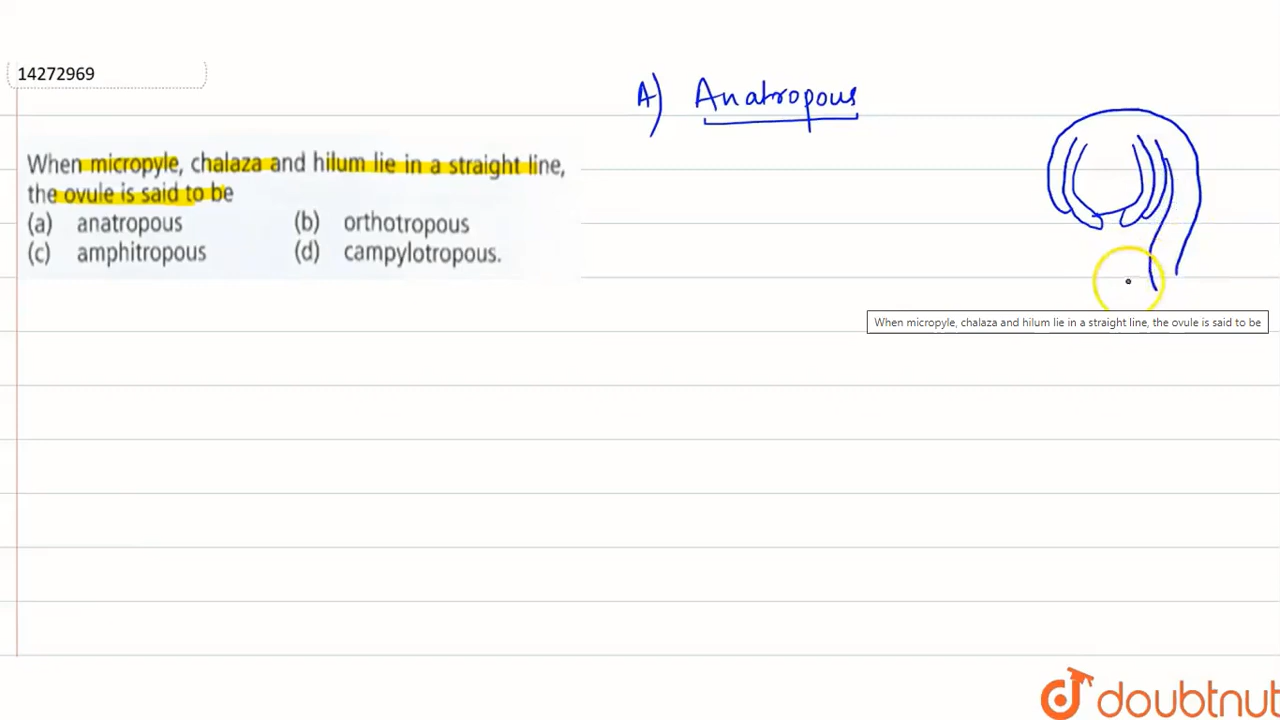 14272969
A) Anatropous
When micropyle, chalaza and hilum lie in a straight line,
the ovule is said to be
(a) anatropous (b) orthotropous
(c) amphitropous (d) campylotropous.
When micropyle, chalaza and hilum lie in a straight line, the ovule is said to be
doubtnut